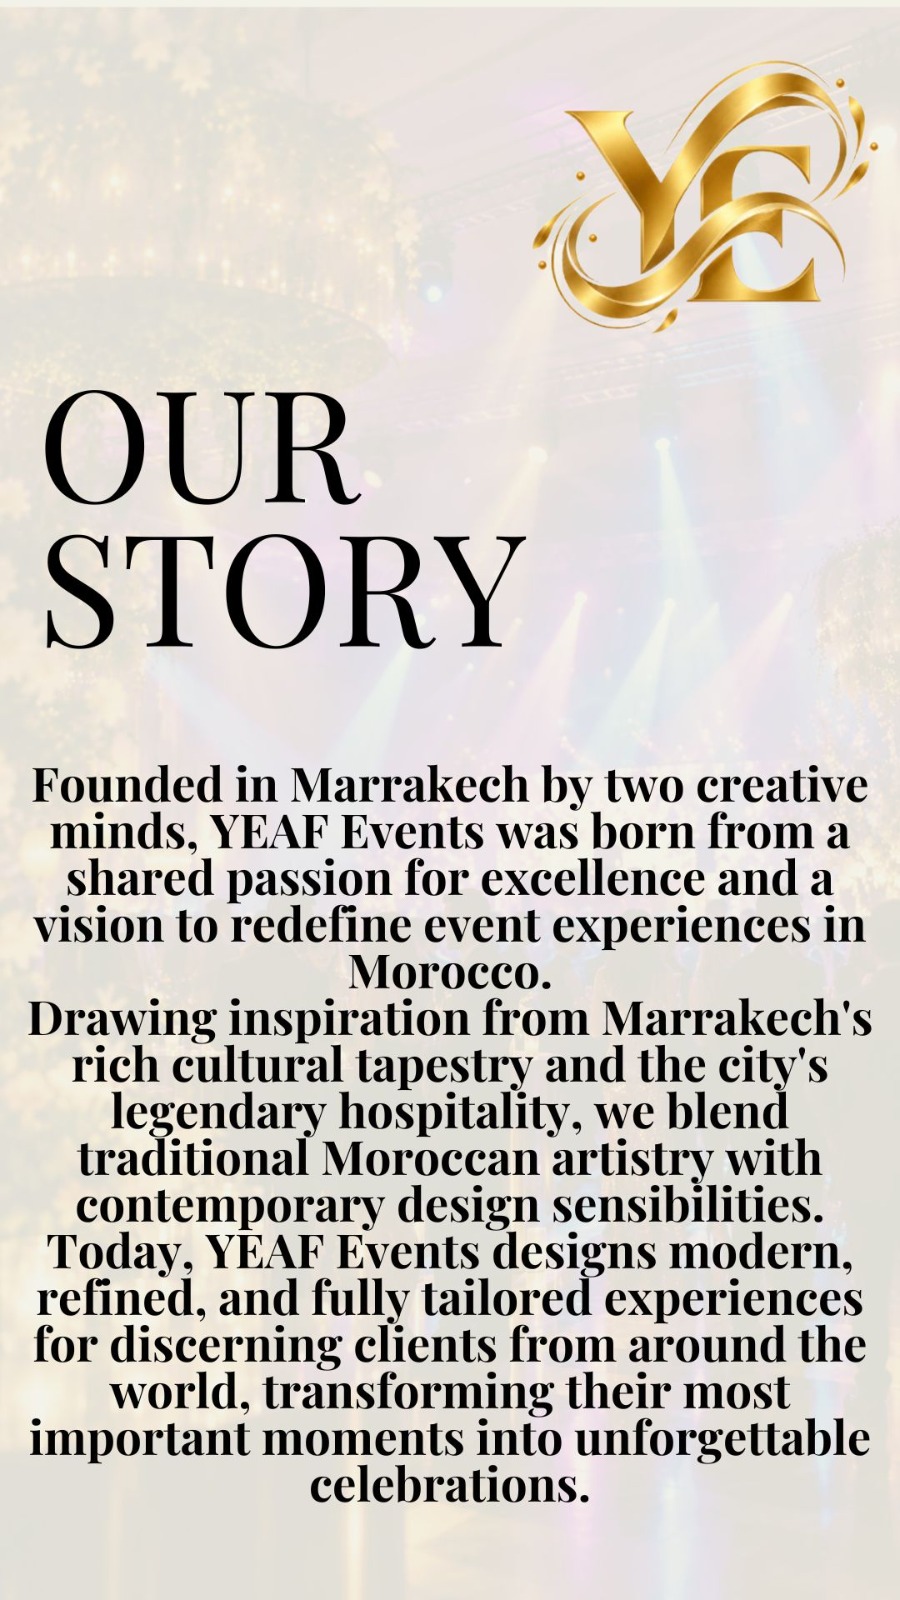 YE
OUR
STORY
Founded in Marrakech by two creative
minds, YEAF Events was born from a
shared passion for excellence and a
vision to redefine event experiences in
Morocco.
Drawing inspiration from Marrakech's
rich cultural tapestry and the city's
legendary hospitality, we blend
traditional Moroccan artistry with
contemporary design sensibilities.
Today, YEAF Events designs modern,
refined, and fully tailored experiences
for discerning clients from around the
world, transforming their most
important moments into unforgettable
celebrations.